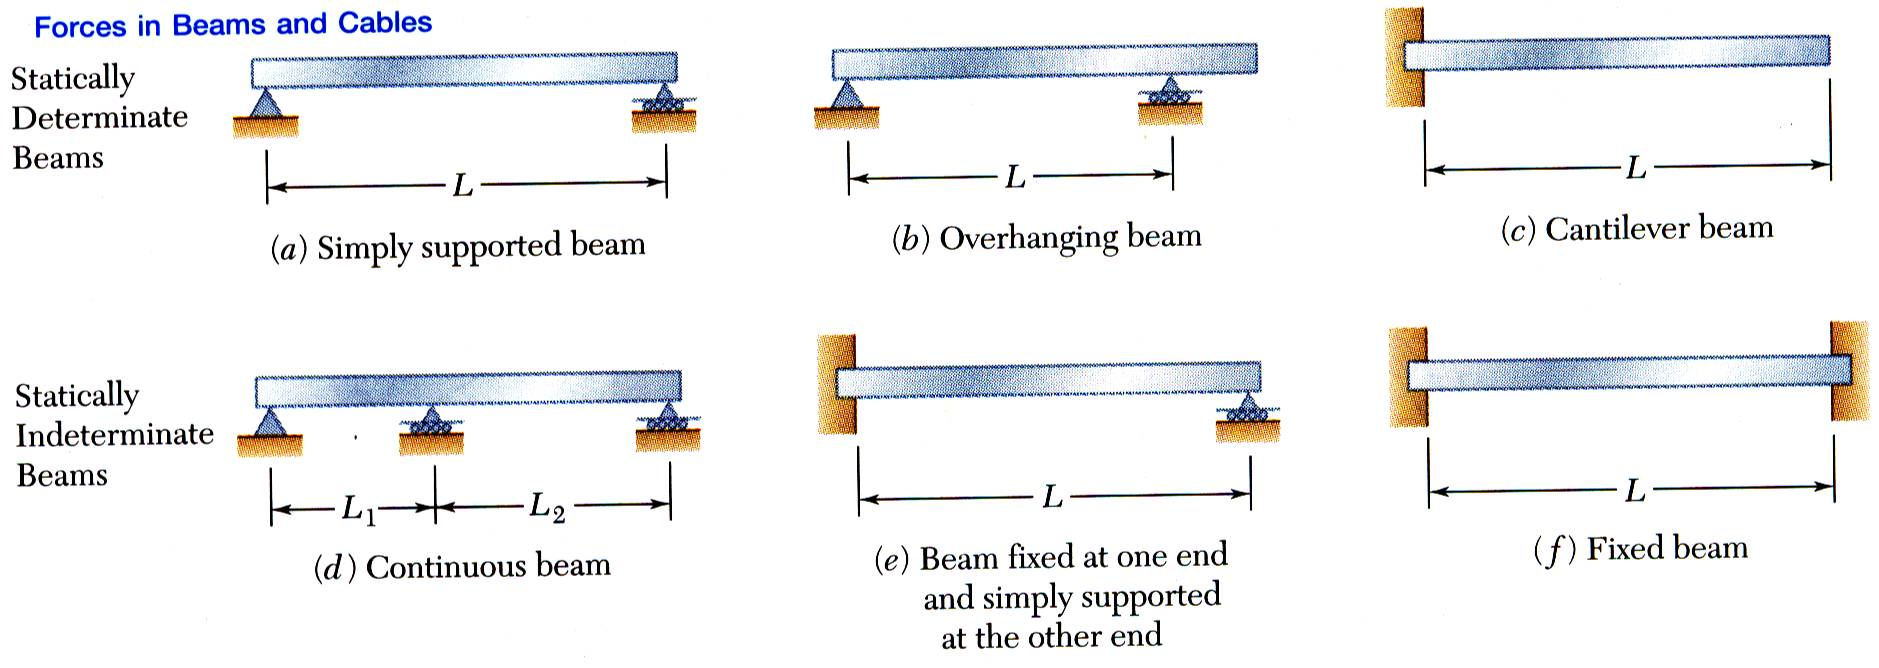 Forces in Beams and Cables
Statically
Determinate
Beams
L
L
L
(a) Simply supported beam
(b) Overhanging beam
(c) Cantilever beam
Statically
Indeterminate
Beams
L₁
L₂
L
L
(d) Continuous beam
(e) Beam fixed at one end
and simply supported
at the other end
(f) Fixed beam